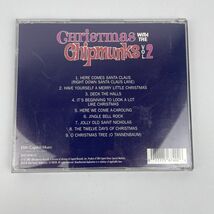 Christmas
WITH THE
Chipmunks
VOL 2
1. HERE COMES SANTA CLAUS
(RIGHT DOWN SANTA CLAUS LANE)
2. HAVE YOURSELF A MERRY LITTLE CHRISTMAS
3. DECK THE HALLS
4. IT'S BEGINNING TO LOOK A LOT
LIKE CHRISTMAS
5. HERE WE COME A-CAROLING
6. JINGLE BELL ROCK
7. JOLLY OLD SAINT NICHOLAS
8. THE TWELVE DAYS OF CHRISTMAS
9. O CHRISTMAS TREE (O TANNENBAUM)